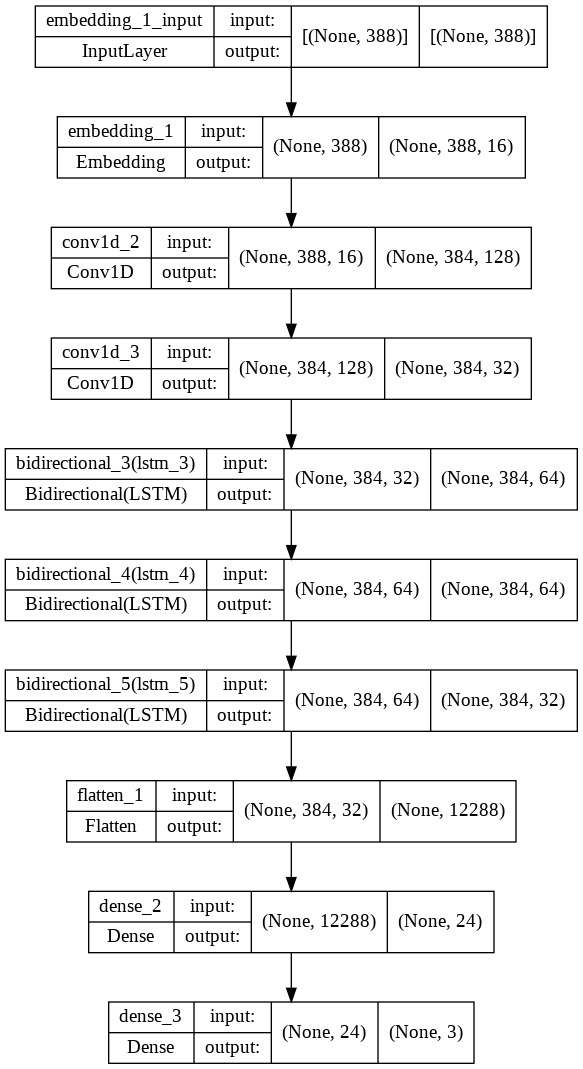 embedding_1_input input: [(None, 388)] [(None, 388)]
InputLayer output:
embedding_1 input: (None, 388) (None, 388, 16)
Embedding output:
conv1d_2 input: (None, 388, 16) (None, 384, 128)
Conv1D output:
conv1d_3 input: (None, 384, 128) (None, 384, 32)
Conv1D output:
bidirectional_3(lstm_3) input: (None, 384, 32) (None, 384, 64)
Bidirectional(LSTM) output:
bidirectional_4(lstm_4) input: (None, 384, 64) (None, 384, 64)
Bidirectional(LSTM) output:
bidirectional_5(lstm_5) input: (None, 384, 64) (None, 384, 32)
Bidirectional(LSTM) output:
flatten_1 input: (None, 384, 32) (None, 12288)
Flatten output:
dense_2 input: (None, 12288) (None, 24)
Dense output:
dense_3 input: (None, 24) (None, 3)
Dense output: